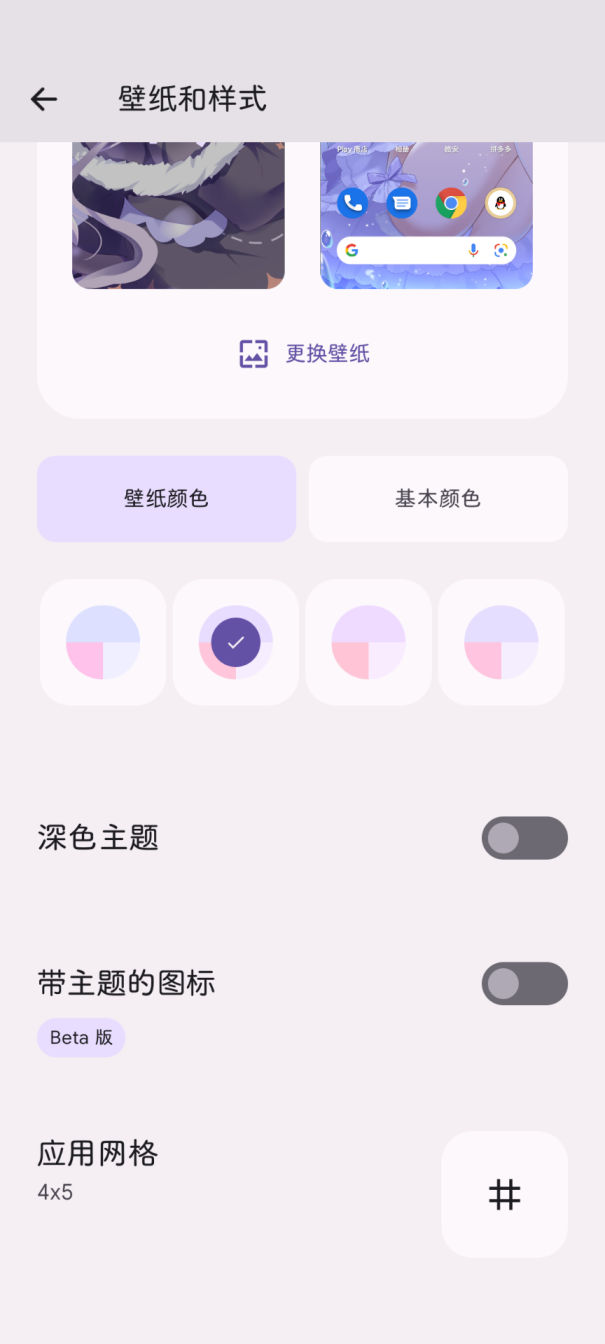 壁纸和样式
Play 商店 相册 微安 拼多多
更换壁纸
壁纸颜色
基本颜色
深色主题
带主题的图标
Beta 版
应用网格
4x5